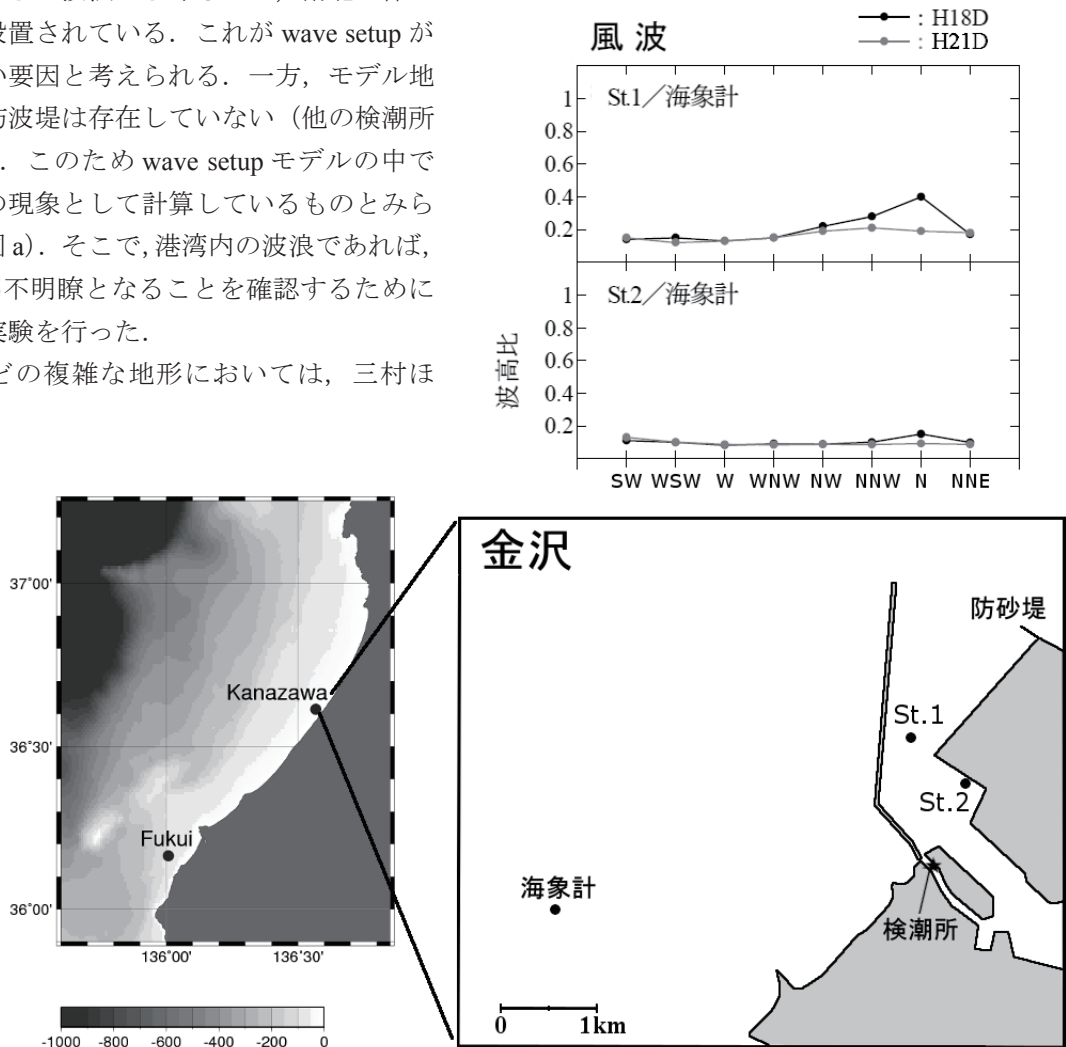 設置されている．これが wave setup が
い要因と考えられる．一方，モデル地
防波堤は存在していない（他の検潮所
．このため wave setup モデルの中で
の現象として計算しているものとみら
図 a）．そこで，港湾内の波浪であれば，
不明瞭となることを確認するために
実験を行った．
どの複雑な地形においては，三村ほ
風 波
: H18D
: H21D
St.1／海象計
1
0.8
0.6
0.4
0.2
St.2／海象計
1
0.8
0.6
0.4
0.2
波高比
SW WSW W WNW NW NNW N NNE
37°00'
36°30'
36°00'
Kanazawa
Fukui
136°00' 136°30'
-1000 -800 -600 -400 -200 0
金沢
防砂堤
St.1
St.2
海象計
検潮所
0 1km